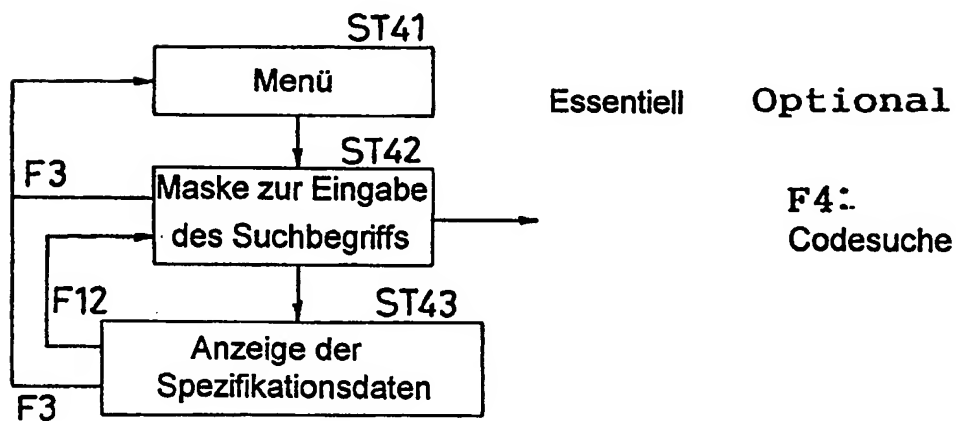 ST41
Menü
Essentiell Optional
ST42
F3
Maske zur Eingabe
des Suchbegriffs
F4:
Codesuche
F12
ST43
Anzeige der
Spezifikationsdaten
F3